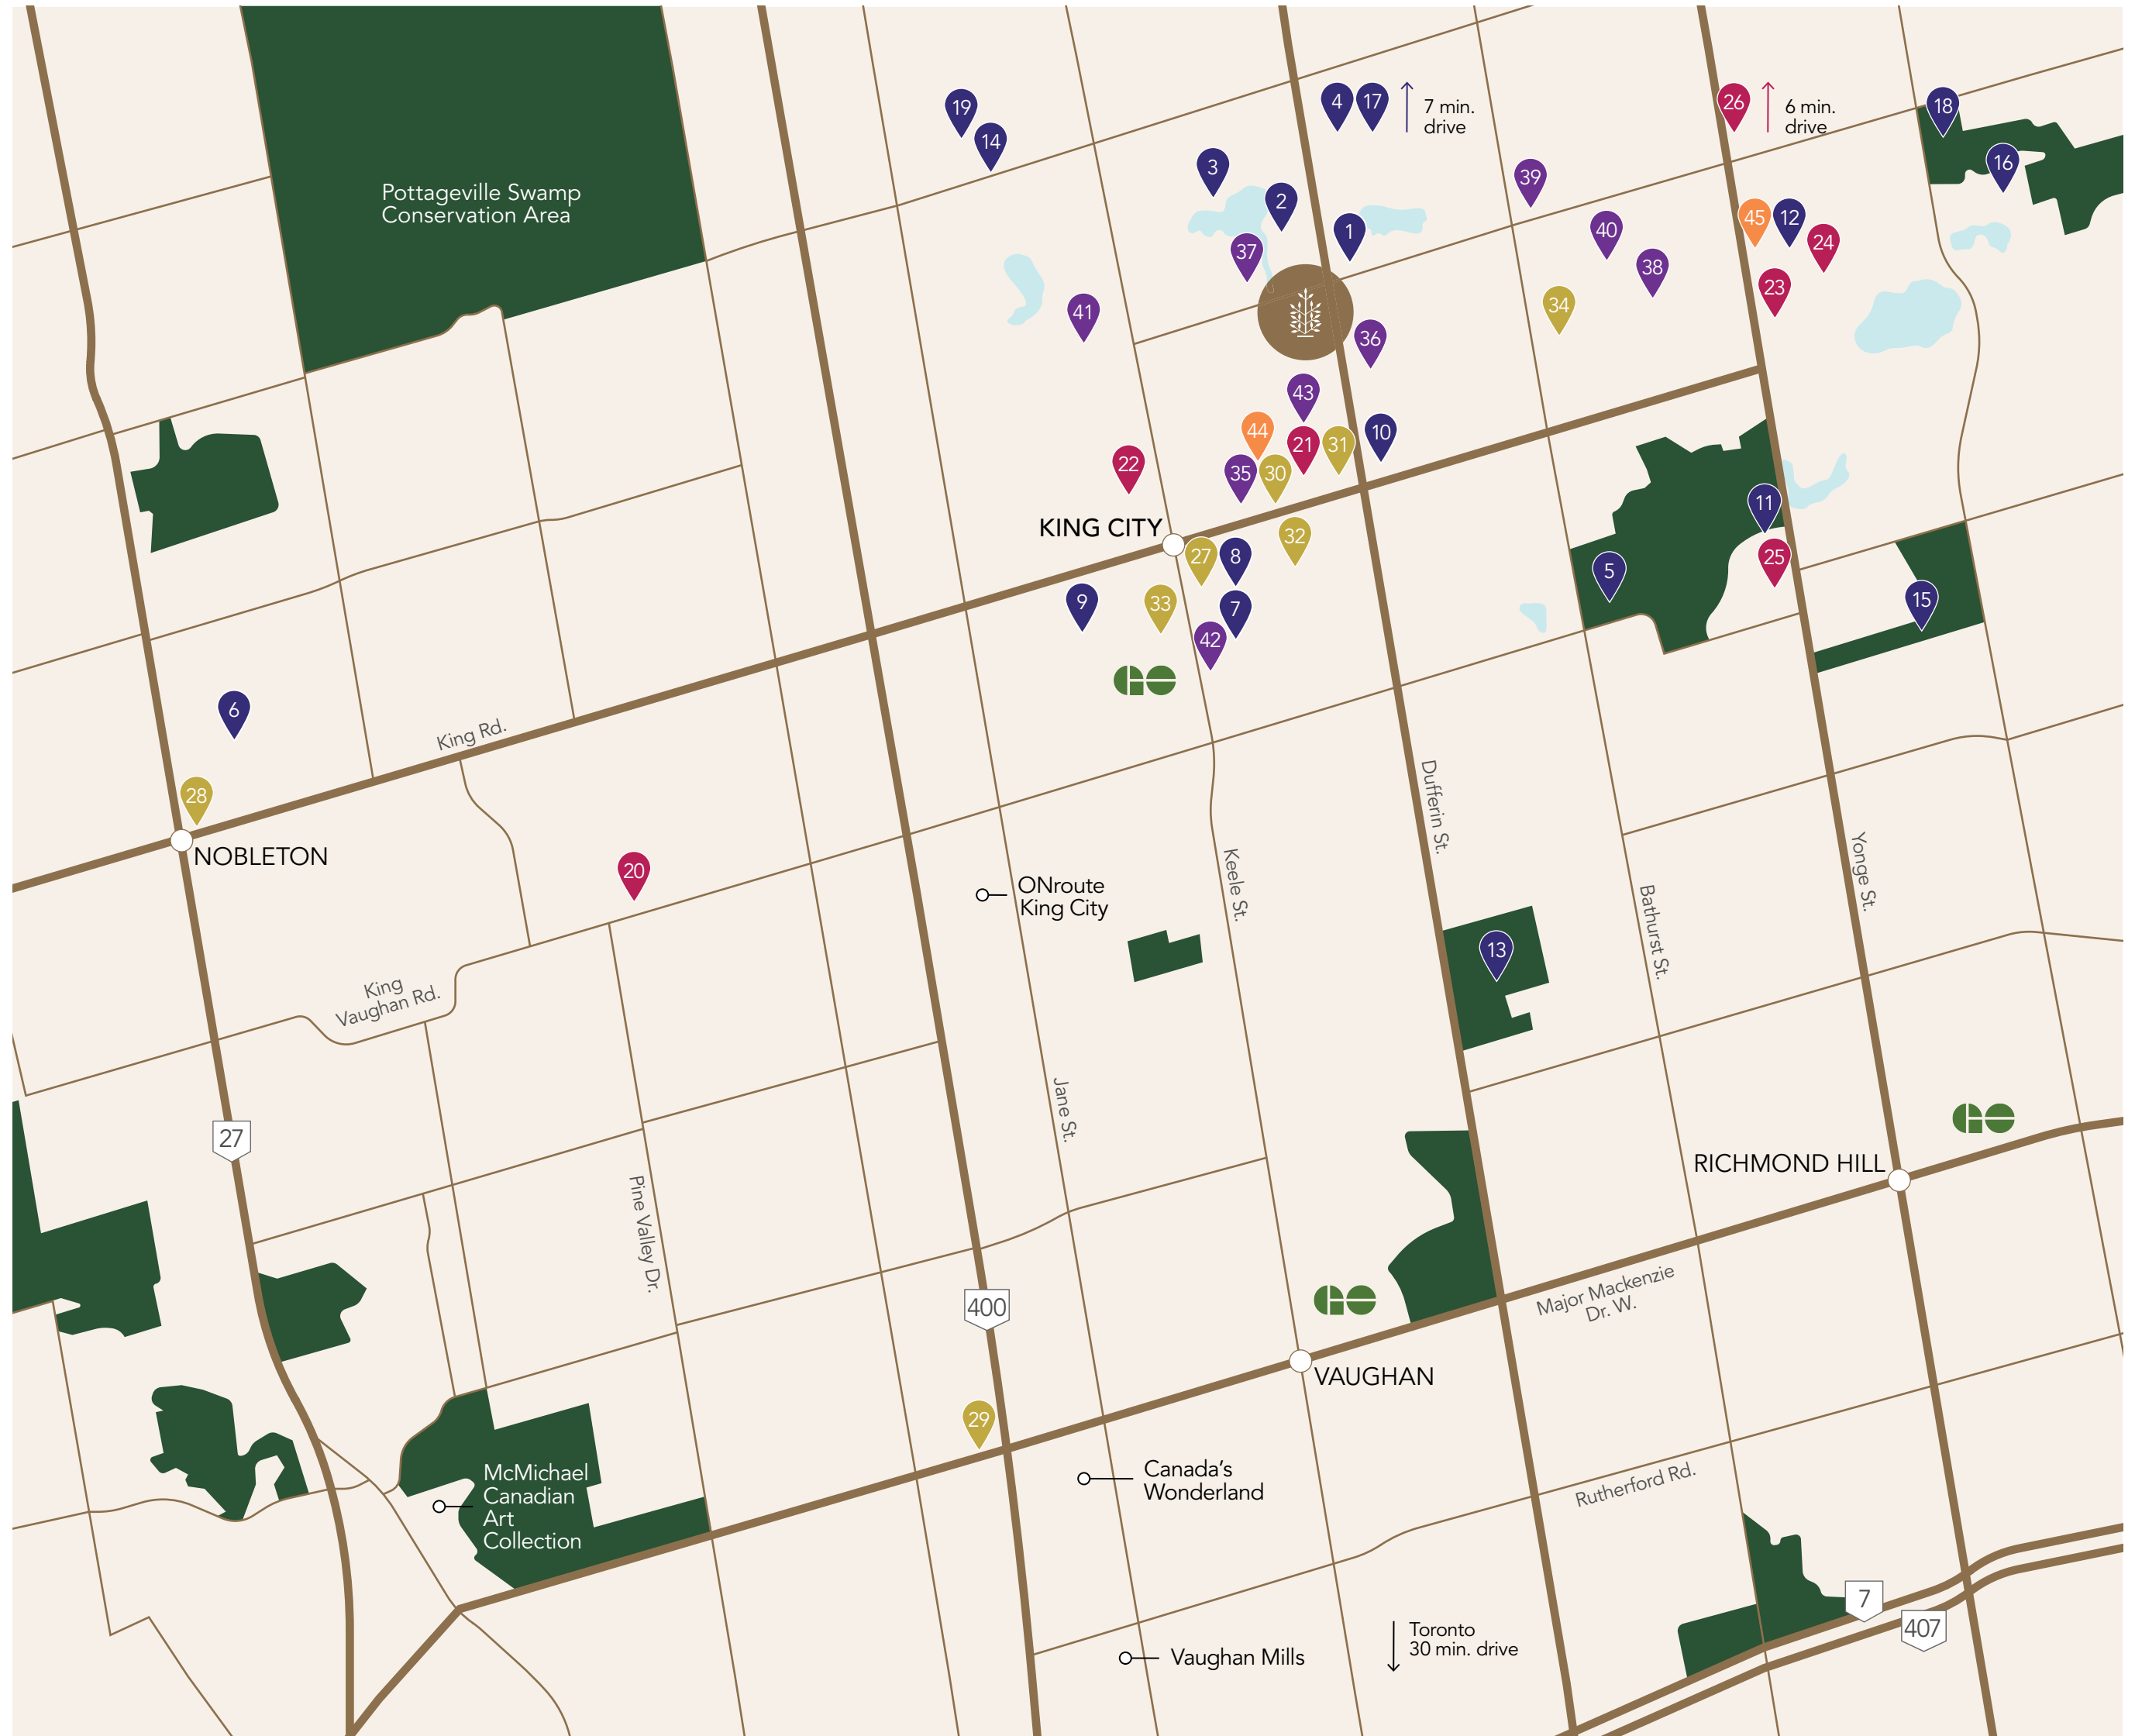 19
14
4
17
7 min.
drive
26
6 min.
drive
18
16
3
2
1
37
39
40
38
45
12
24
23
Pottageville Swamp
Conservation Area
41
36
34
43
44
21
31
10
35
30
22
KING CITY
32
27
8
9
33
7
42
11
25
5
15
6
28
NOBLETON
King Rd.
20
ONroute
King City
Keele St.
Dufferin St.
Bathurst St.
Yonge St.
13
King
Vaughan Rd.
27
Jane St.
Pine Valley Dr.
400
GO
RICHMOND HILL
GO
GO
Major Mackenzie
Dr. W.
VAUGHAN
29
McMichael
Canadian
Art
Collection
Canada’s
Wonderland
Rutherford Rd.
Vaughan Mills
Toronto
30 min. drive
7
407